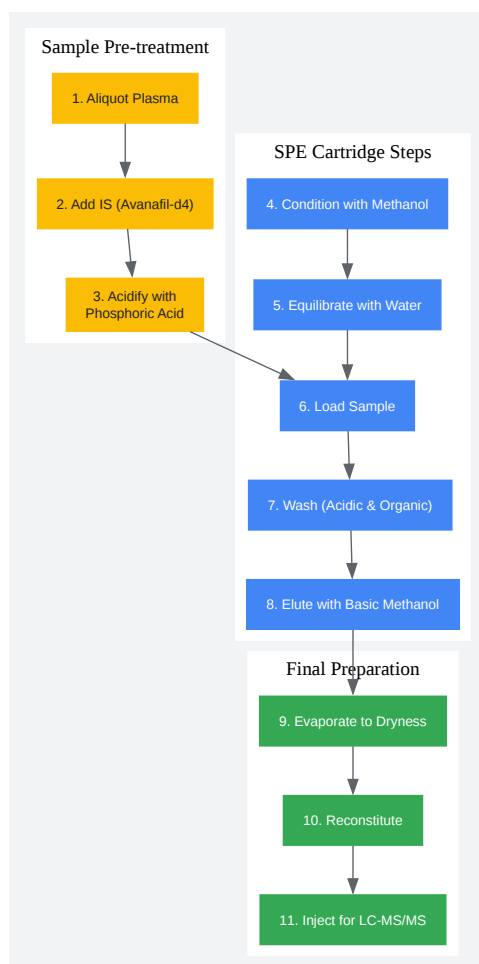 Sample Pre-treatment
1. Aliquot Plasma
2. Add IS (Avanafil-d4)
3. Acidify with
Phosphoric Acid
SPE Cartridge Steps
4. Condition with Methanol
5. Equilibrate with Water
6. Load Sample
7. Wash (Acidic & Organic)
8. Elute with Basic Methanol
Final Preparation
9. Evaporate to Dryness
10. Reconstitute
11. Inject for LC-MS/MS